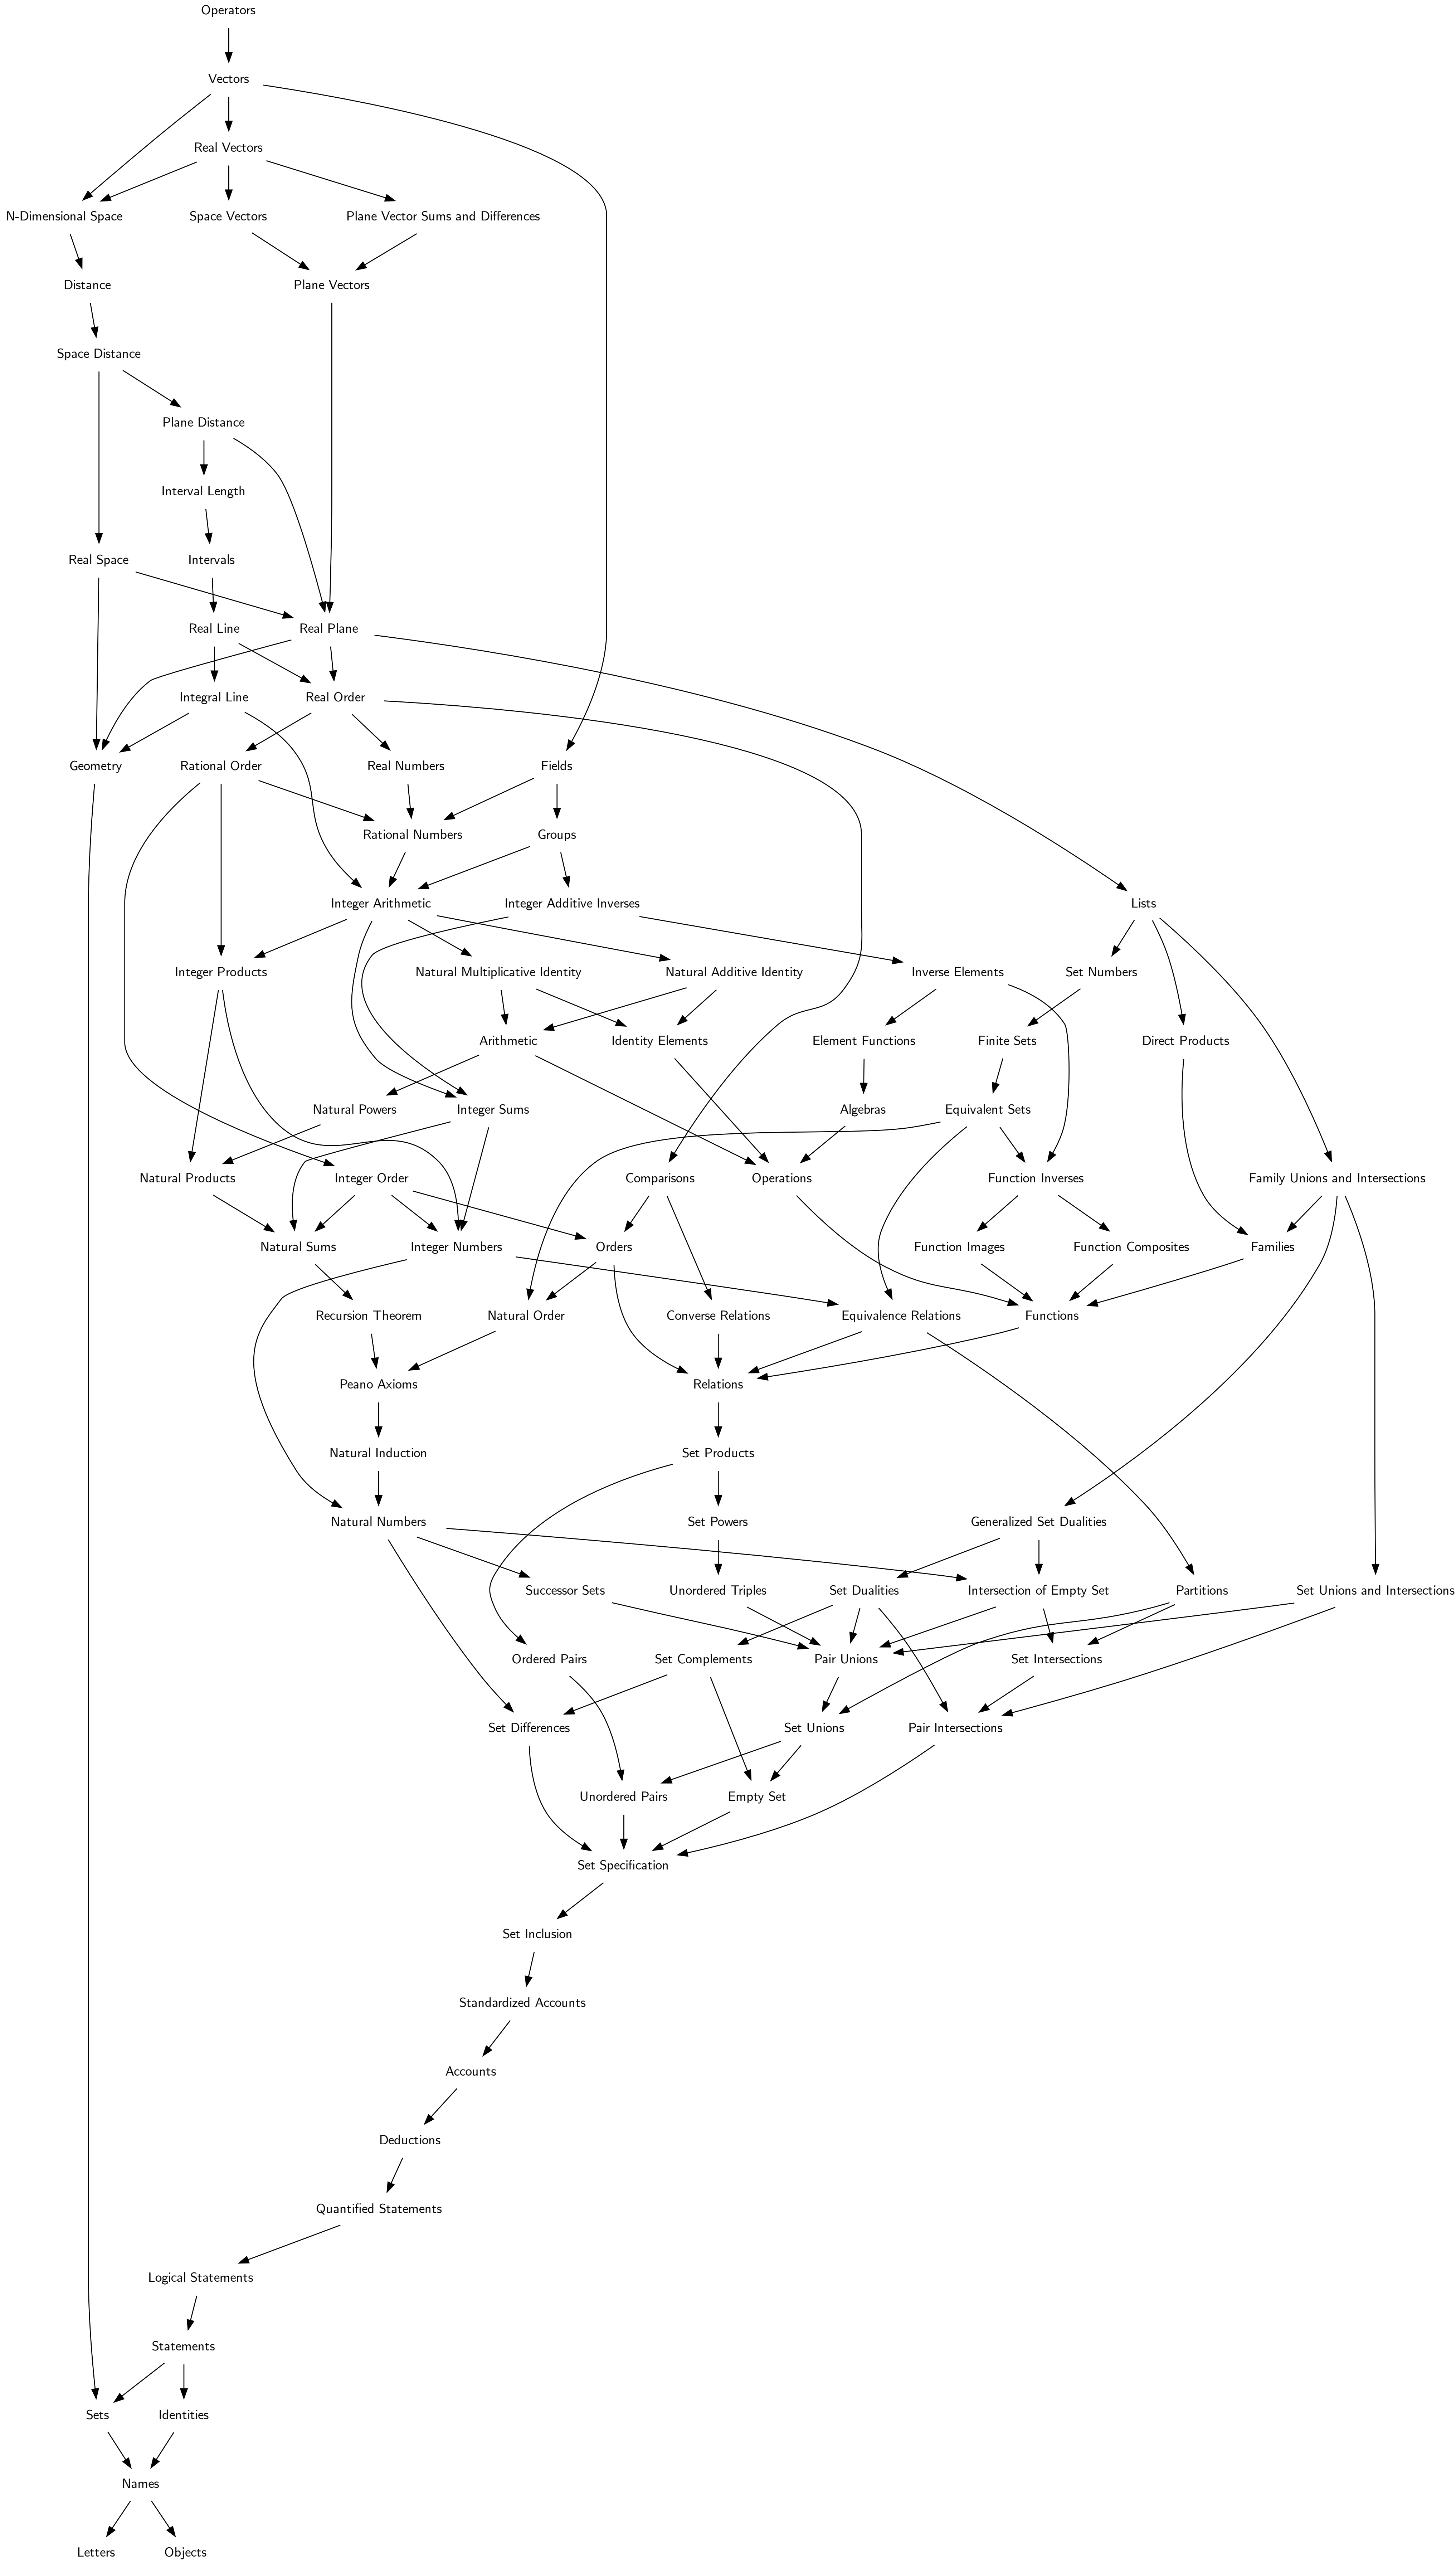 Operators
Vectors
Real Vectors
N-Dimensional Space
Space Vectors
Plane Vector Sums and Differences
Distance
Plane Vectors
Space Distance
Plane Distance
Interval Length
Real Space
Intervals
Real Line
Real Plane
Integral Line
Real Order
Geometry
Rational Order
Real Numbers
Fields
Rational Numbers
Groups
Integer Arithmetic
Integer Additive Inverses
Lists
Integer Products
Natural Multiplicative Identity
Natural Additive Identity
Inverse Elements
Set Numbers
Arithmetic
Identity Elements
Element Functions
Finite Sets
Direct Products
Natural Powers
Integer Sums
Algebras
Equivalent Sets
Natural Products
Integer Order
Comparisons
Operations
Function Inverses
Family Unions and Intersections
Natural Sums
Integer Numbers
Orders
Function Images
Function Composites
Families
Recursion Theorem
Natural Order
Converse Relations
Equivalence Relations
Functions
Peano Axioms
Relations
Natural Induction
Set Products
Natural Numbers
Set Powers
Generalized Set Dualities
Successor Sets
Unordered Triples
Set Dualities
Intersection of Empty Set
Partitions
Set Unions and Intersections
Ordered Pairs
Set Complements
Pair Unions
Set Intersections
Set Differences
Set Unions
Pair Intersections
Unordered Pairs
Empty Set
Set Specification
Set Inclusion
Standardized Accounts
Accounts
Deductions
Quantified Statements
Logical Statements
Statements
Sets
Identities
Names
Letters
Objects